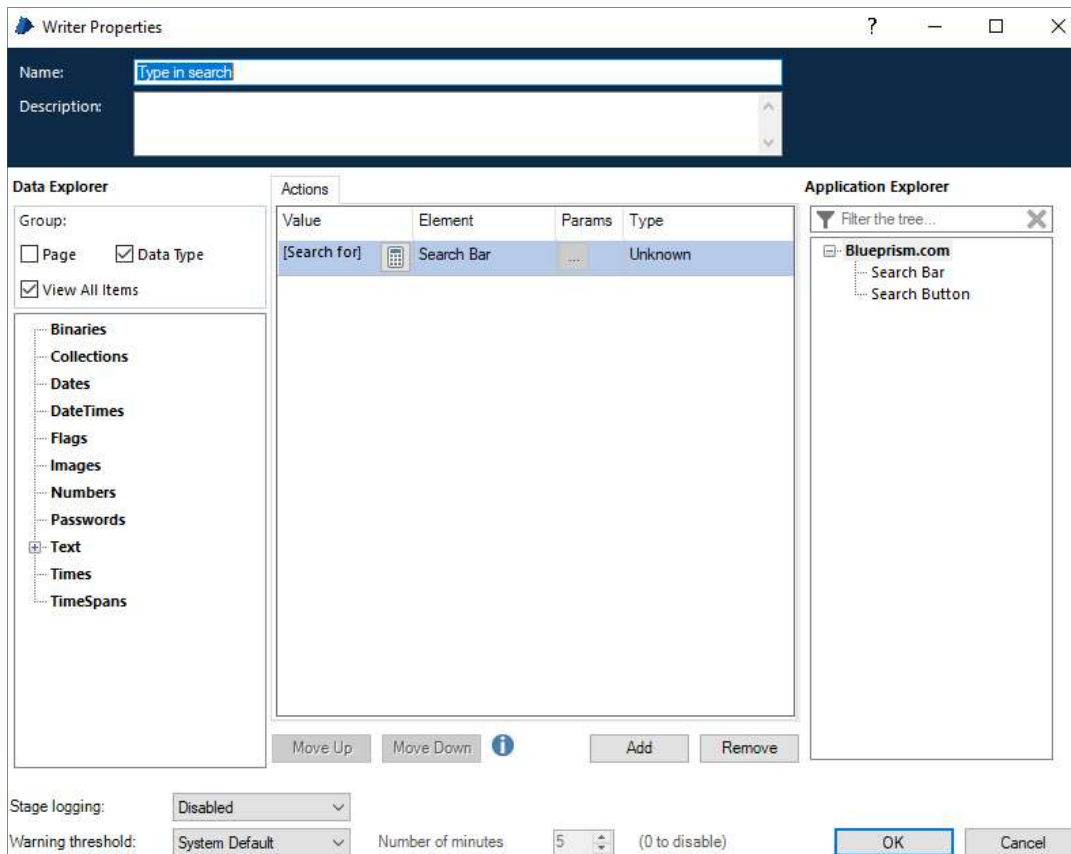 Writer Properties
?
Name: Type in search
Description:
Data Explorer
Group:
Page Data Type
View All Items
Binaries
Collections
Dates
DateTimes
Flags
Images
Numbers
Passwords
Text
Times
TimeSpans
Actions
Value Element Params Type
[Search for] Search Bar ... Unknown
Move Up Move Down i Add Remove
Application Explorer
Filter the tree...
Blueprism.com
Search Bar
Search Button
Stage logging: Disabled
Warning threshold: System Default Number of minutes 5 (0 to disable) OK Cancel